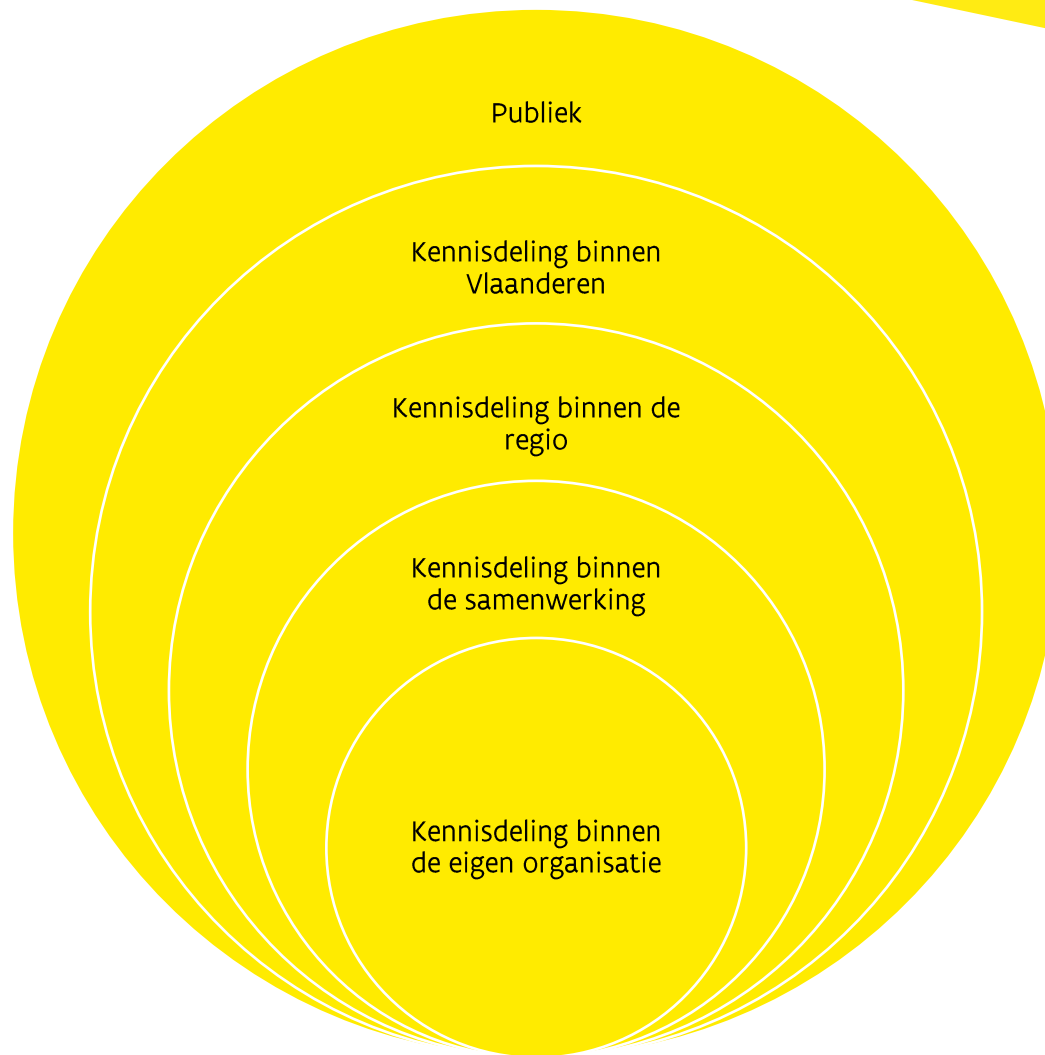 Publiek
Kennisdeling binnen
Vlaanderen
Kennisdeling binnen de
regio
Kennisdeling binnen
de samenwerking
Kennisdeling binnen
de eigen organisatie